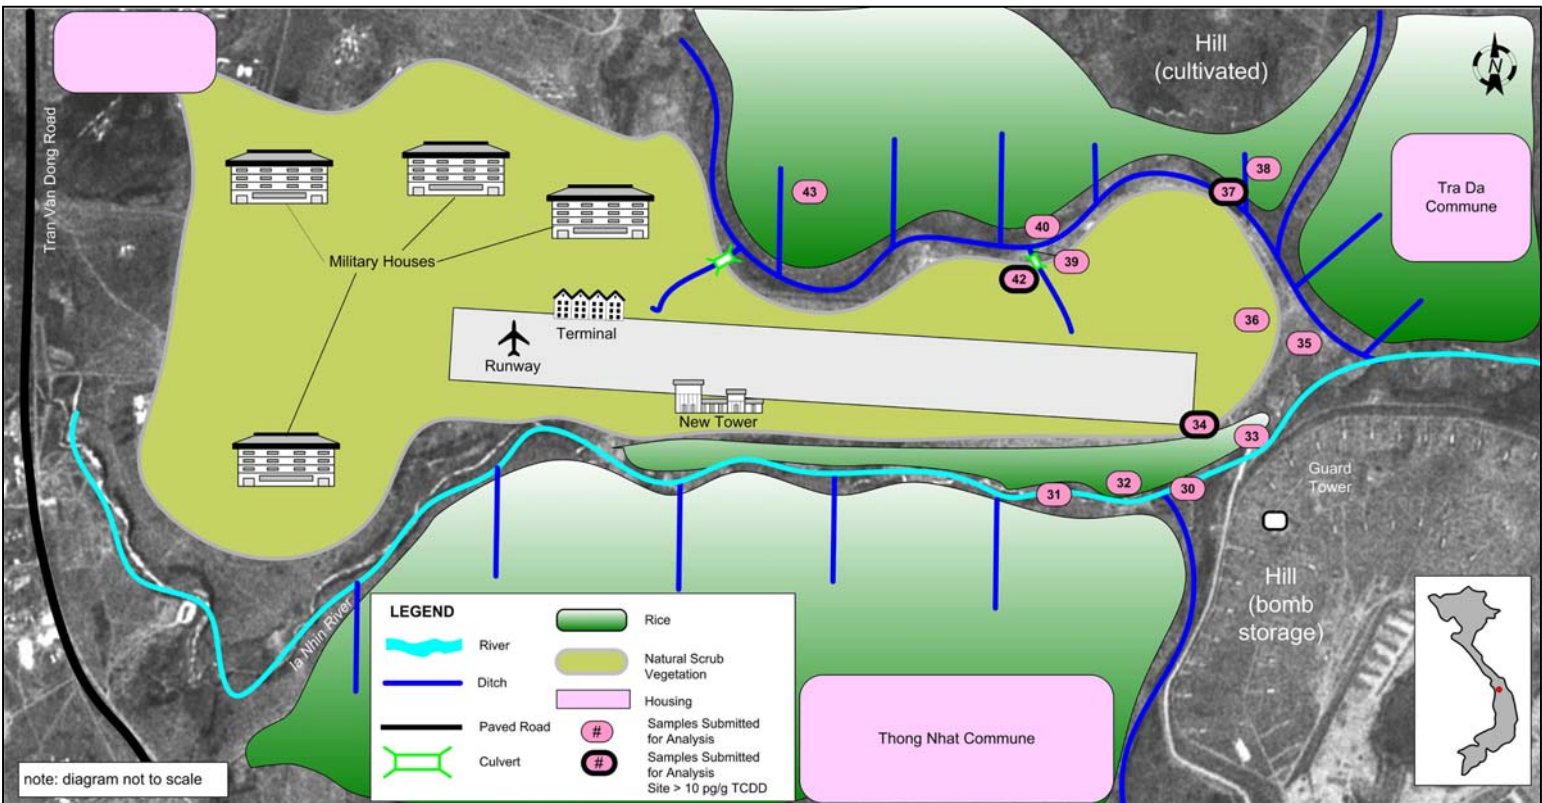 Hill
(cultivated)
N
Tran Van Dong Road
Tra Da
Commune
38
37
43
40
39
42
Military Houses
36
35
Terminal
Runway
New Tower
34
33
Guard
Tower
32
31
30
Hill
(bomb
storage)
Ia Nhin River
LEGEND
River
Ditch
Paved Road
Culvert
Rice
Natural Scrub
Vegetation
Housing
# Samples Submitted
for Analysis
# Samples Submitted
for Analysis
Site > 10 pg/g TCDD
Thong Nhat Commune
note: diagram not to scale